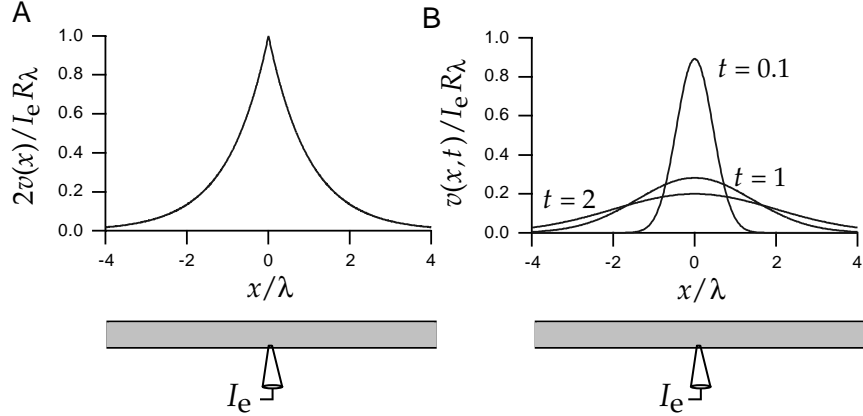 A
2v(x)/IeRλ
1.0
0.8
0.6
0.4
0.2
0.0
-4 -2 0 2 4
x/λ
Ie
B
v(x,t)/IeRλ
1.0
0.8
0.6
0.4
0.2
0.0
t = 0.1
t = 1
t = 2
-4 -2 0 2 4
x/λ
Ie